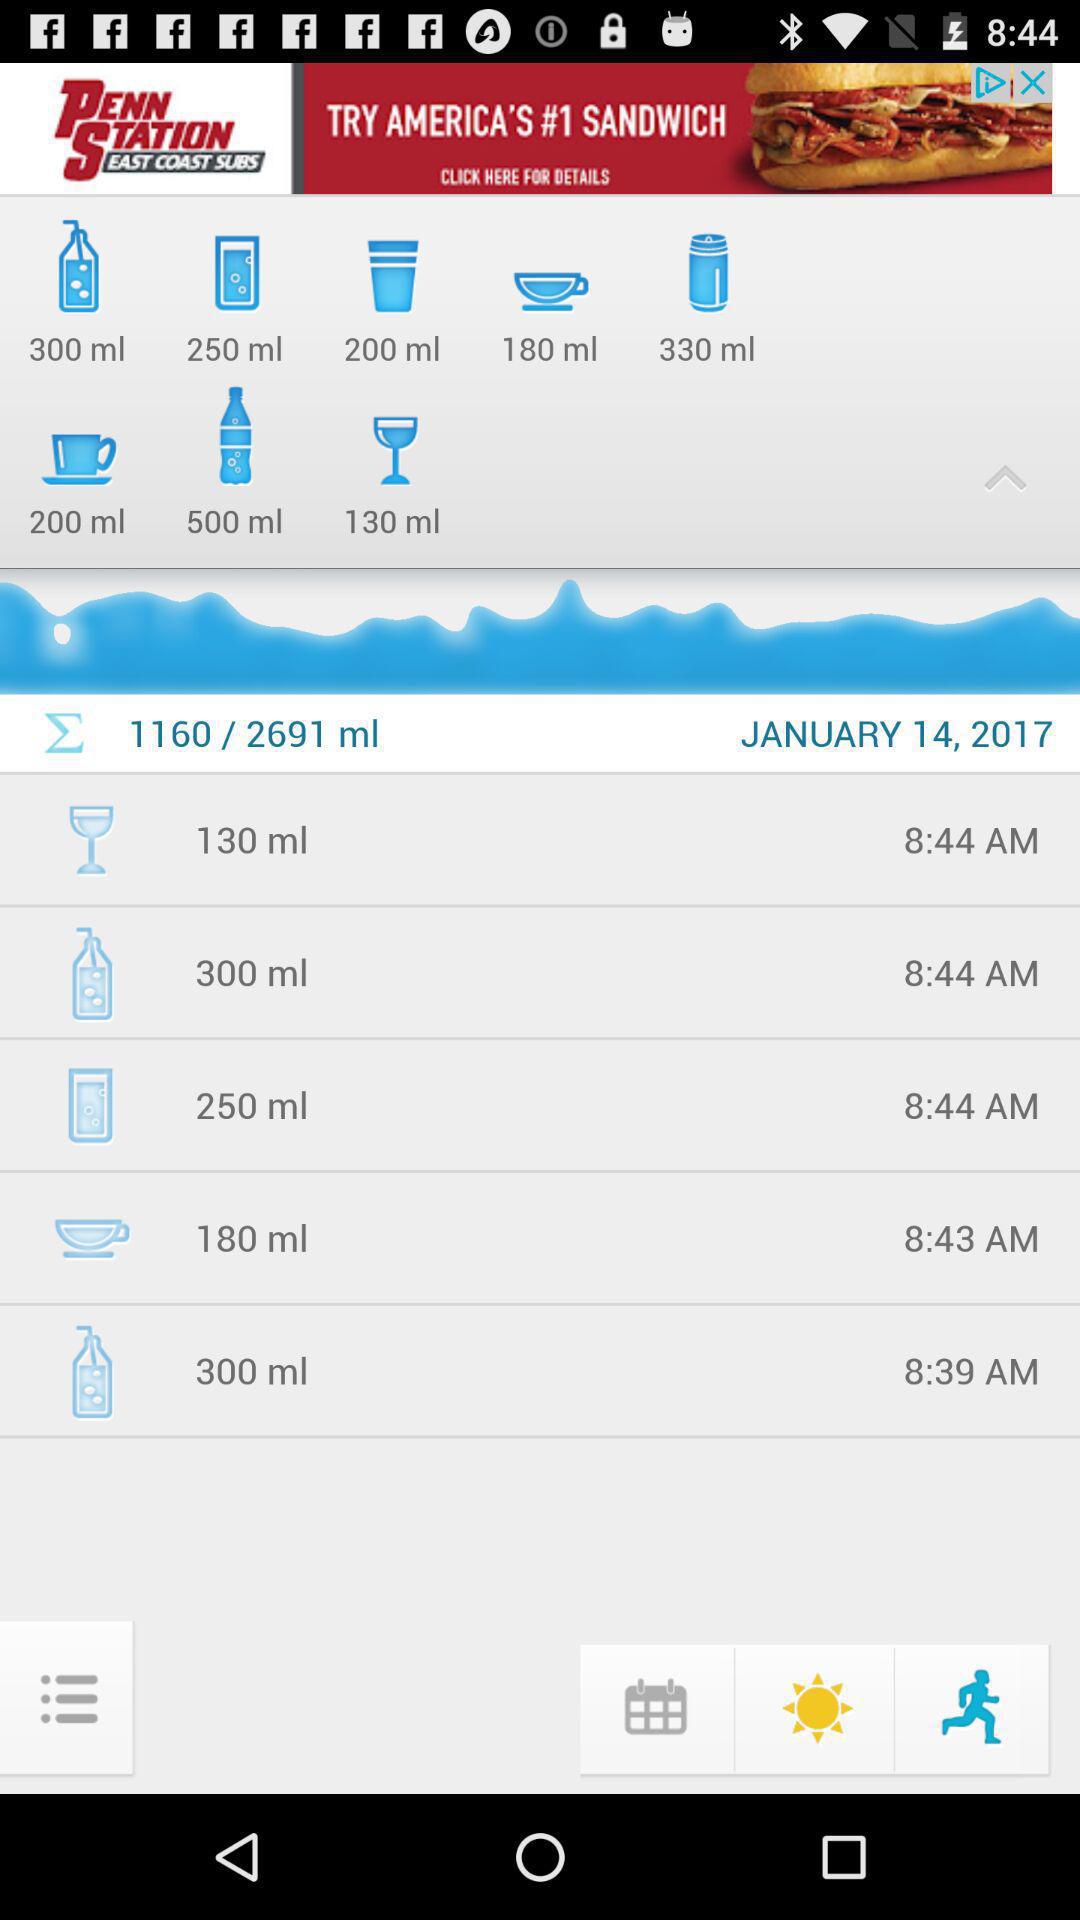 8:44
PENN STATION
EAST COAST SUBS
TRY AMERICA'S #1 SANDWICH
CLICK HERE FOR DETAILS
300 ml 250 ml 200 ml 180 ml 330 ml
200 ml 500 ml 130 ml
Σ 1160 / 2691 ml JANUARY 14, 2017
130 ml 8:44 AM
300 ml 8:44 AM
250 ml 8:44 AM
180 ml 8:43 AM
300 ml 8:39 AM